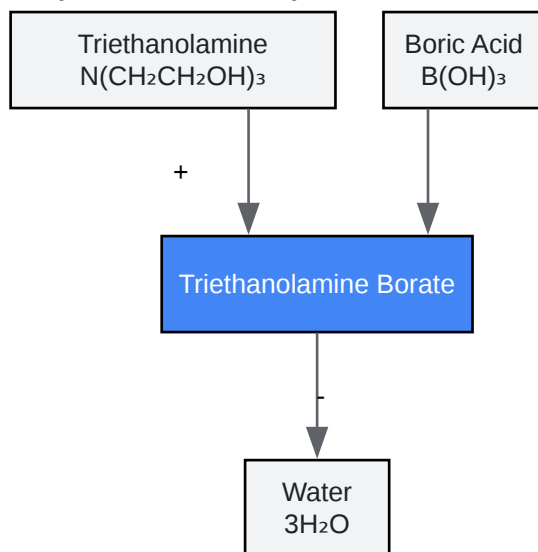 Triethanolamine
N(CH₂CH₂OH)₃
Boric Acid
B(OH)₃
+
Triethanolamine Borate
-
Water
3H₂O